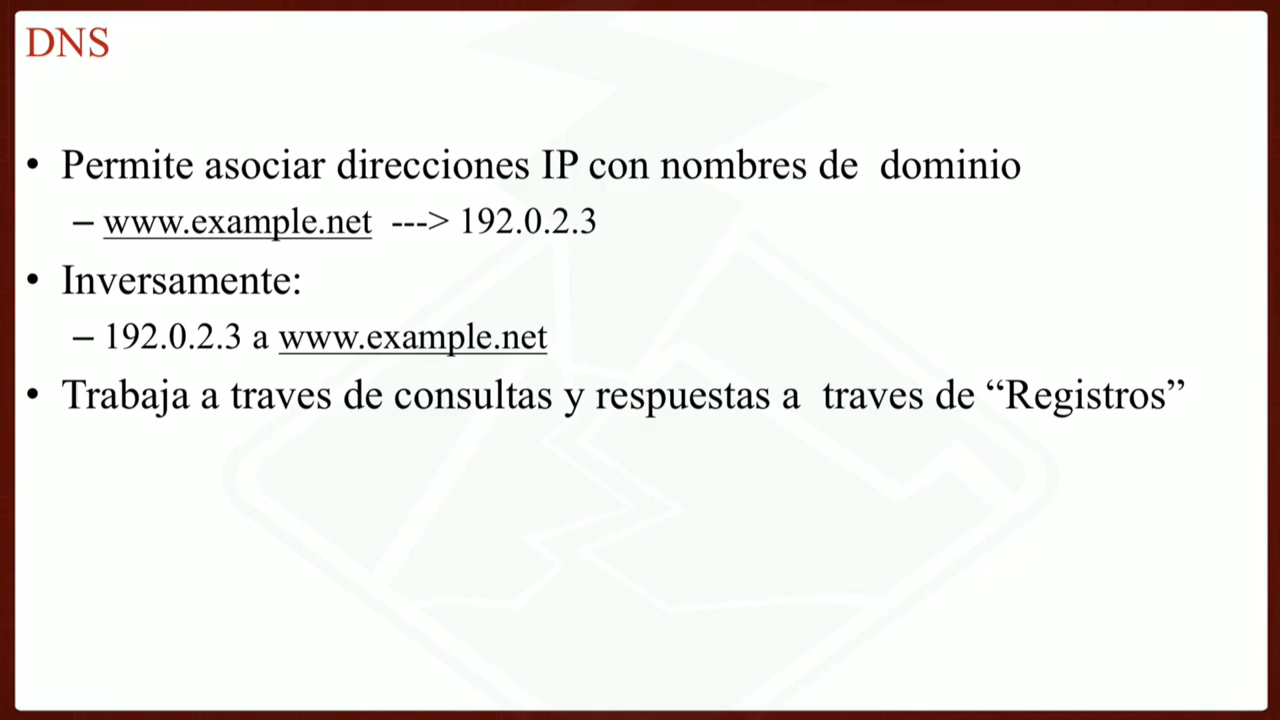 DNS
• Permite asociar direcciones IP con nombres de  dominio
– www.example.net  ---> 192.0.2.3
• Inversamente:
– 192.0.2.3 a www.example.net
• Trabaja a traves de consultas y respuestas a  traves de “Registros”